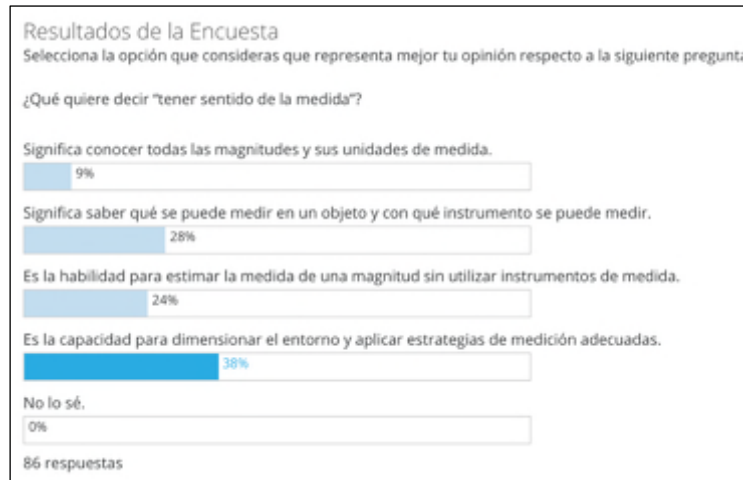 Resultados de la Encuesta
Selecciona la opción que consideras que representa mejor tu opinión respecto a la siguiente pregunta
¿Qué quiere decir "tener sentido de la medida"?
Significa conocer todas las magnitudes y sus unidades de medida.
9%
Significa saber qué se puede medir en un objeto y con qué instrumento se puede medir.
28%
Es la habilidad para estimar la medida de una magnitud sin utilizar instrumentos de medida.
24%
Es la capacidad para dimensionar el entorno y aplicar estrategias de medición adecuadas.
38%
No lo sé.
0%
86 respuestas